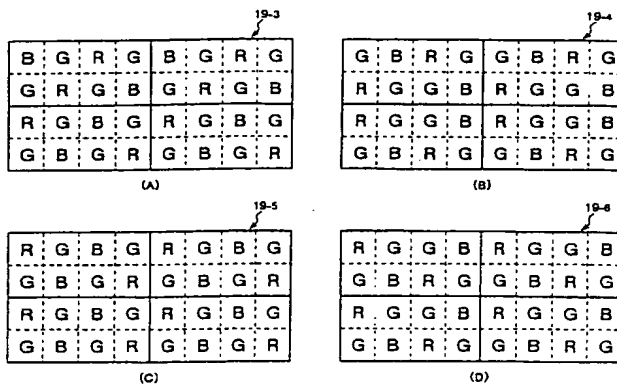 19-3
B G R G B G R G
G R G B G R G B
R G B G R G B G
G B G R G B G R
(A)
19-4
G B R G G B R G
R G G B R G G B
R G G B R G G B
G B R G G B R G
(B)
19-5
R G B G R G B G
G B G R G B G R
R G B G R G B G
G B G R G B G R
(C)
19-6
R G G B R G G B
G B R G G B R G
R G G B R G G B
G B R G G B R G
(D)